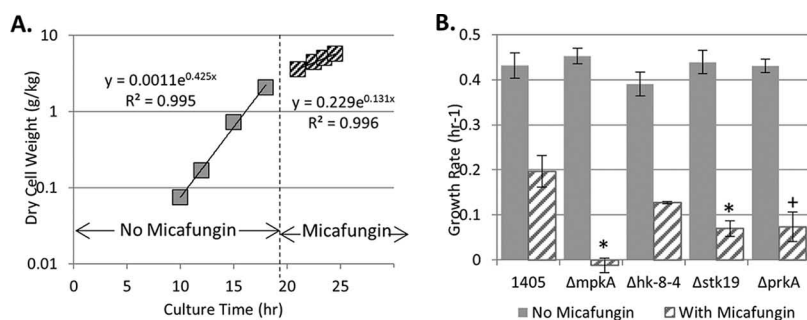 A.
Dry Cell Weight (g/kg)
10
1
0.1
0.01
y = 0.0011e^0.425x
R² = 0.995
y = 0.229e^0.131x
R² = 0.996
No Micafungin
Micafungin
0 5 10 15 20 25
Culture Time (hr)
B.
Growth Rate (hr-1)
0.5
0.4
0.3
0.2
0.1
0
*
*
+
1405 ΔmpkA Δhk-8-4 Δstk19 ΔprkA
No Micafungin With Micafungin